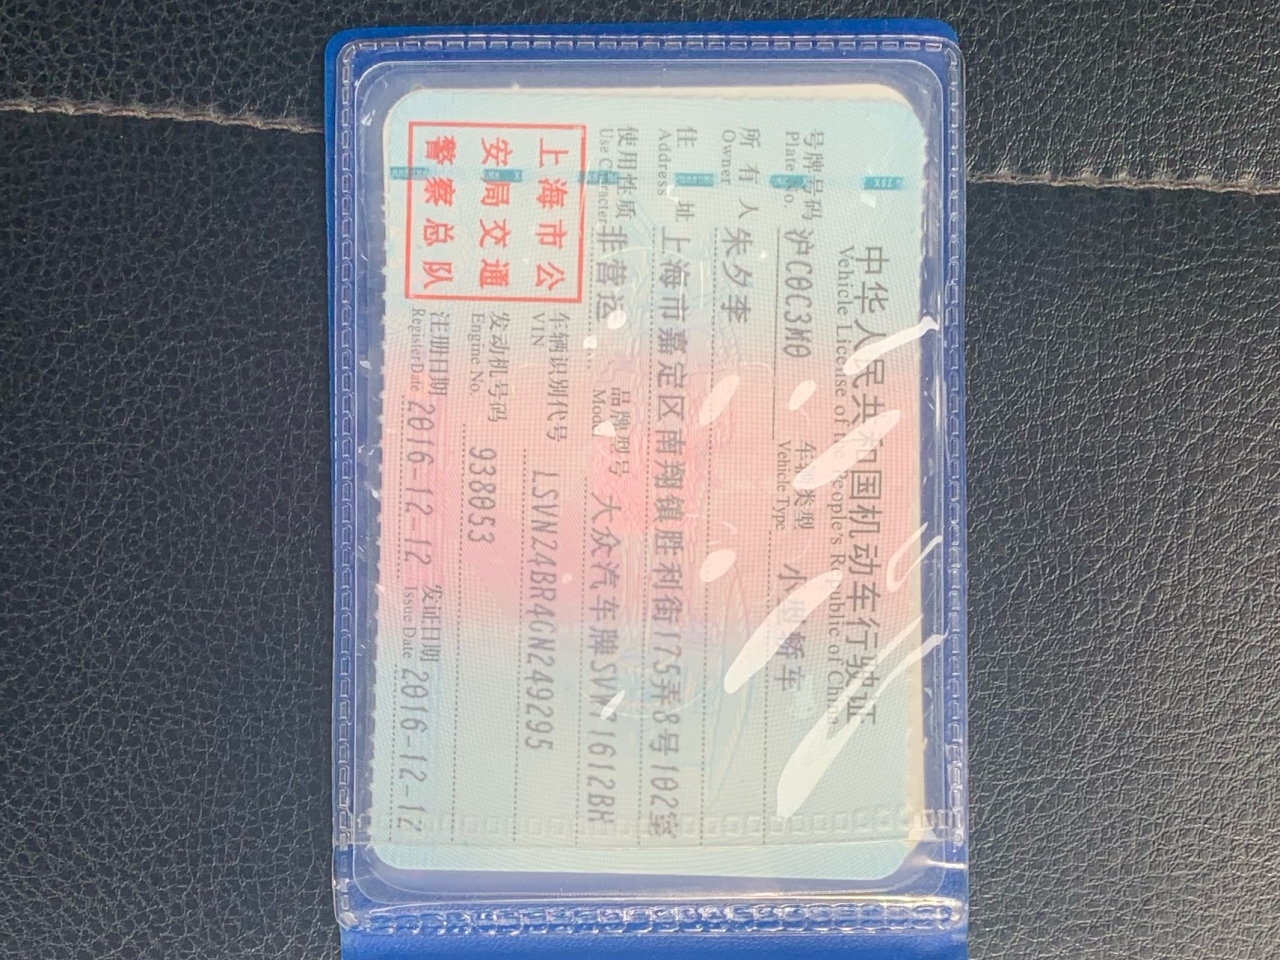 中华人民共和国机动车行驶证
Vehicle License of the People's Republic of China
号牌号码 沪C0C3M0 车辆类型 小型轿车
Plate No. Vehicle Type
所有人 朱夕李
Owner
住址 上海市嘉定区南翔镇胜利街175弄8号102室
Address
使用性质 非营运 品牌型号 大众汽车牌SVW71612BH
Use Character Model
上海市公
安局交通
警察总队
车辆识别代号 LSVN24BR4GN249295
VIN
发动机号码 938053
Engine No.
注册日期 2016-12-12 发证日期 2016-12-12
Register Date Issue Date